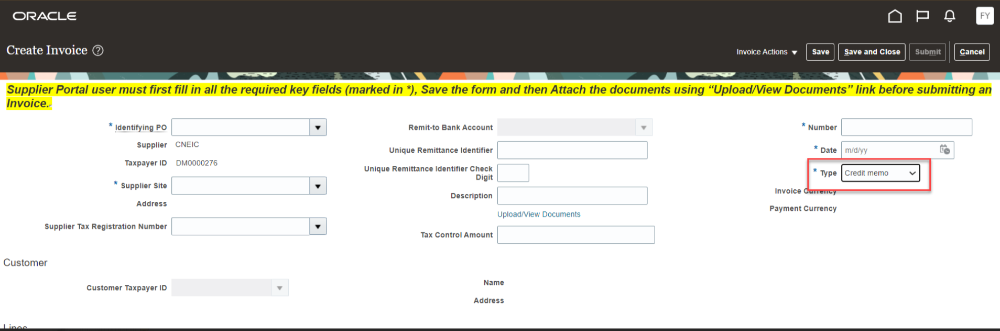 ORACLE
FY
Create Invoice ?
Invoice Actions Save Save and Close Submit Cancel
Supplier Portal user must first fill in all the required key fields (marked in *), Save the form and then Attach the documents using “Upload/View Documents” link before submitting an
Invoice.
* Identifying PO
Supplier CNEIC
Taxpayer ID DM0000276
* Supplier Site
Address
Supplier Tax Registration Number
Remit-to Bank Account
Unique Remittance Identifier
Unique Remittance Identifier Check
Digit
Description
Upload/View Documents
Tax Control Amount
* Number
* Date m/d/yy
* Type Credit memo
Invoice Currency
Payment Currency
Customer
Customer Taxpayer ID
Name
Address
Lines